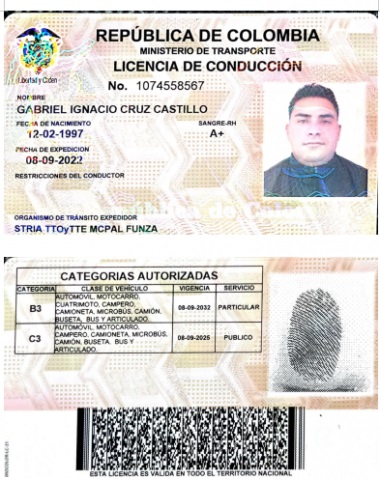 REPÚBLICA DE COLOMBIA
MINISTERIO DE TRANSPORTE
LICENCIA DE CONDUCCIÓN
Libertad y Orden
No. 1074558567
NOMBRE
GABRIEL IGNACIO CRUZ CASTILLO
FECHA DE NACIMIENTO
SANGRE-RH
12-02-1997
A+
FECHA DE EXPEDICION
08-09-2022
RESTRICCIONES DEL CONDUCTOR
ORGANISMO DE TRÁNSITO EXPEDIDOR
STRIA TTOyTTE MCPAL FUNZA
CATEGORIAS AUTORIZADAS
CATEGORIA CLASE DE VEHÍCULO VIGENCIA SERVICIO
B3
AUTOMÓVIL, MOTOCARRO,
CUATRIMOTO, CAMPERO,
CAMIONETA, MICROBÚS, CAMIÓN,
BUSETA, BUS Y ARTICULADO.
08-09-2032 PARTICULAR
C3
AUTOMÓVIL, MOTOCARRO,
CAMPERO, CAMIONETA, MICROBÚS,
CAMIÓN, BUSETA, BUS Y
ARTICULADO.
08-09-2025 PUBLICO
ESTA LICENCIA ES VALIDA EN TODO EL TERRITORIO NACIONAL